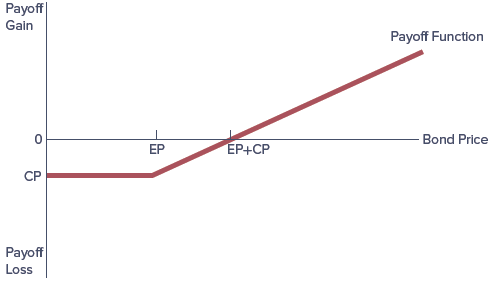 Payoff
Gain
Payoff Function
0
Bond Price
EP
EP+CP
CP
Payoff
Loss